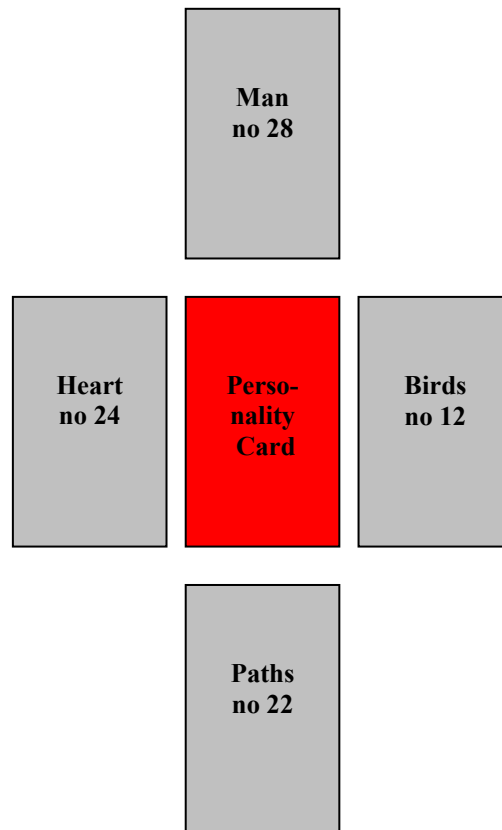 Man
no 28
Heart
no 24
Perso-
nality
Card
Birds
no 12
Paths
no 22